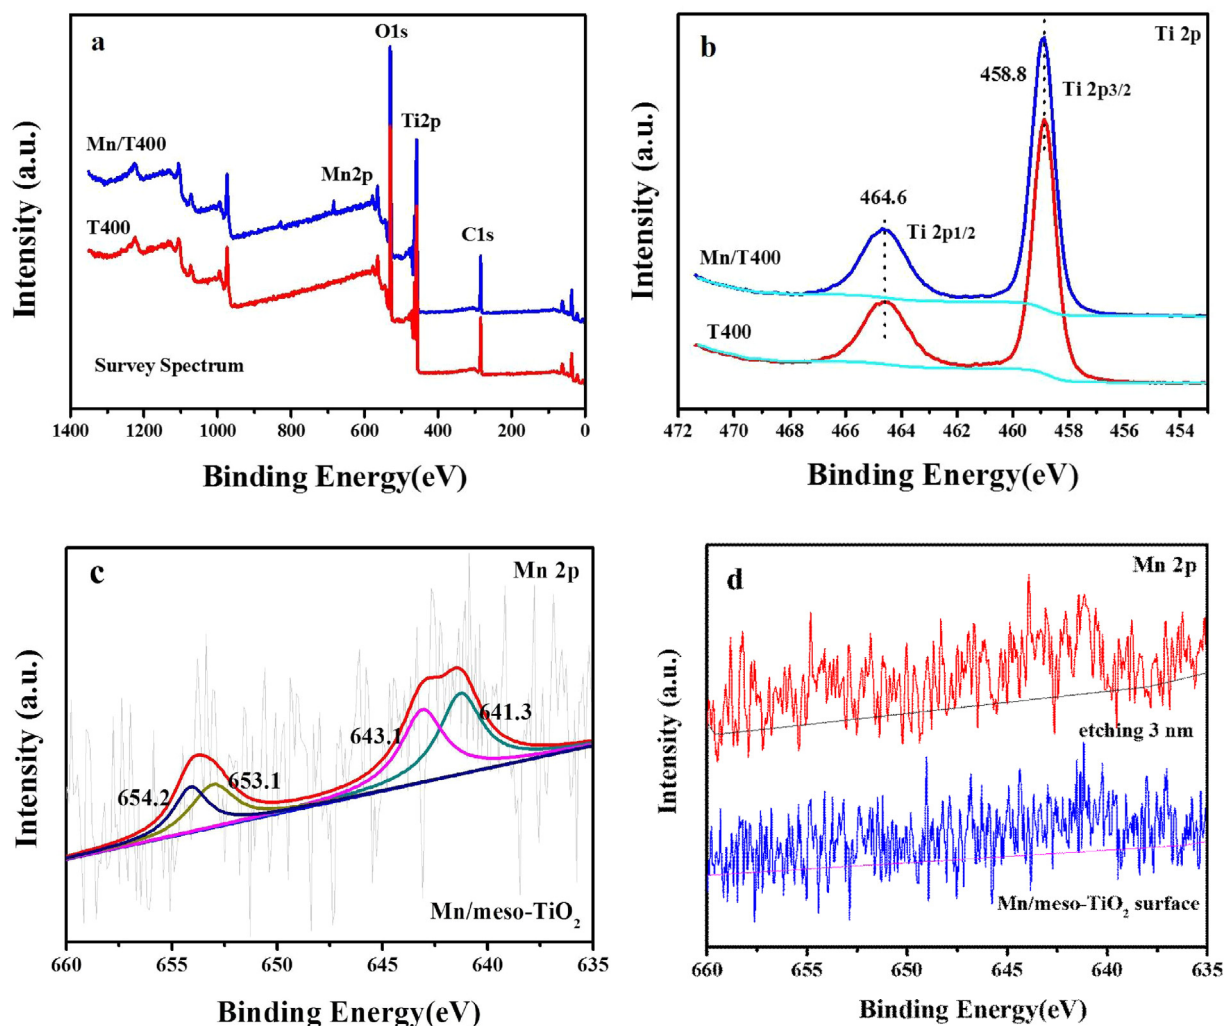 a
O1s
Ti2p
Mn/T400
Mn2p
T400
C1s
Survey Spectrum
Intensity (a.u.)
1400 1200 1000 800 600 400 200 0
Binding Energy(eV)
b
Ti 2p
458.8
Ti 2p3/2
464.6
Ti 2p1/2
Mn/T400
T400
Intensity (a.u.)
472 470 468 466 464 462 460 458 456 454
Binding Energy(eV)
c
Mn 2p
643.1
641.3
654.2
653.1
Mn/meso-TiO2
Intensity (a.u.)
660 655 650 645 640 635
Binding Energy(eV)
d
Mn 2p
etching 3 nm
Mn/meso-TiO2 surface
Intensity (a.u.)
660 655 650 645 640 635
Binding Energy(eV)